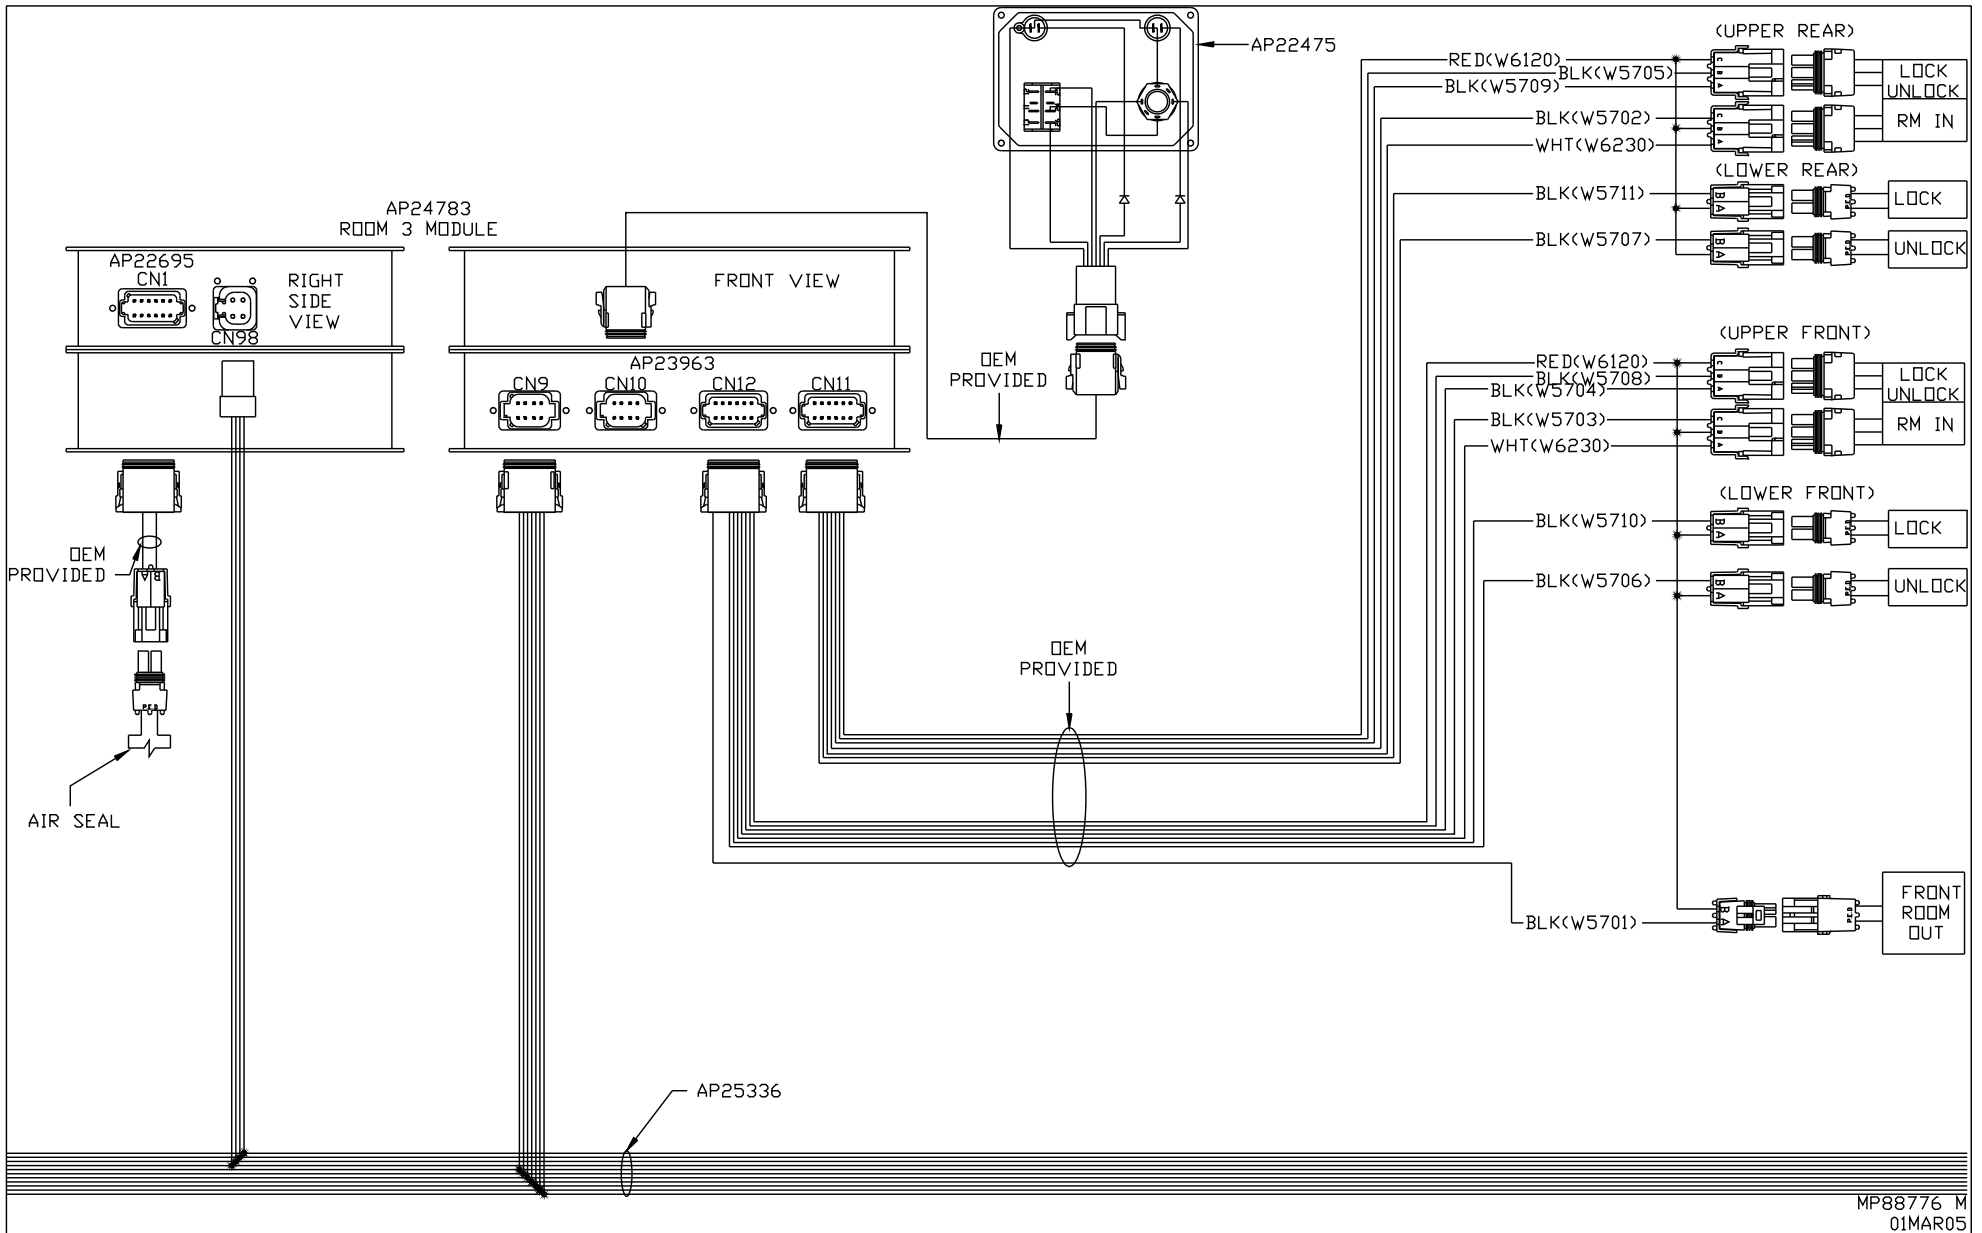 AP22475
AP24783
ROOM 3 MODULE
AP22695
CN1
CN98
RIGHT
SIDE
VIEW
FRONT VIEW
AP23963
CN9
CN10
CN12
CN11
OEM
PROVIDED
OEM
PROVIDED
B
A
P.E.D
AIR SEAL
OEM
PROVIDED
AP25336
(UPPER REAR)
RED(W6120)
BLK(W5705)
BLK(W5709)
C
B
A
LOCK
UNLOCK
BLK(W5702)
WHT(W6230)
C
B
A
RM IN
(LOWER REAR)
BLK(W5711)
B
A
P.E.D
LOCK
BLK(W5707)
B
A
P.E.D
UNLOCK
(UPPER FRONT)
RED(W6120)
BLK(W5708)
BLK(W5704)
C
B
A
LOCK
UNLOCK
BLK(W5703)
WHT(W6230)
C
B
A
RM IN
(LOWER FRONT)
BLK(W5710)
B
A
P.E.D
LOCK
BLK(W5706)
B
A
P.E.D
UNLOCK
BLK(W5701)
B
A
P.E.D
FRONT
ROOM
OUT
MP88776 M
01MAR05